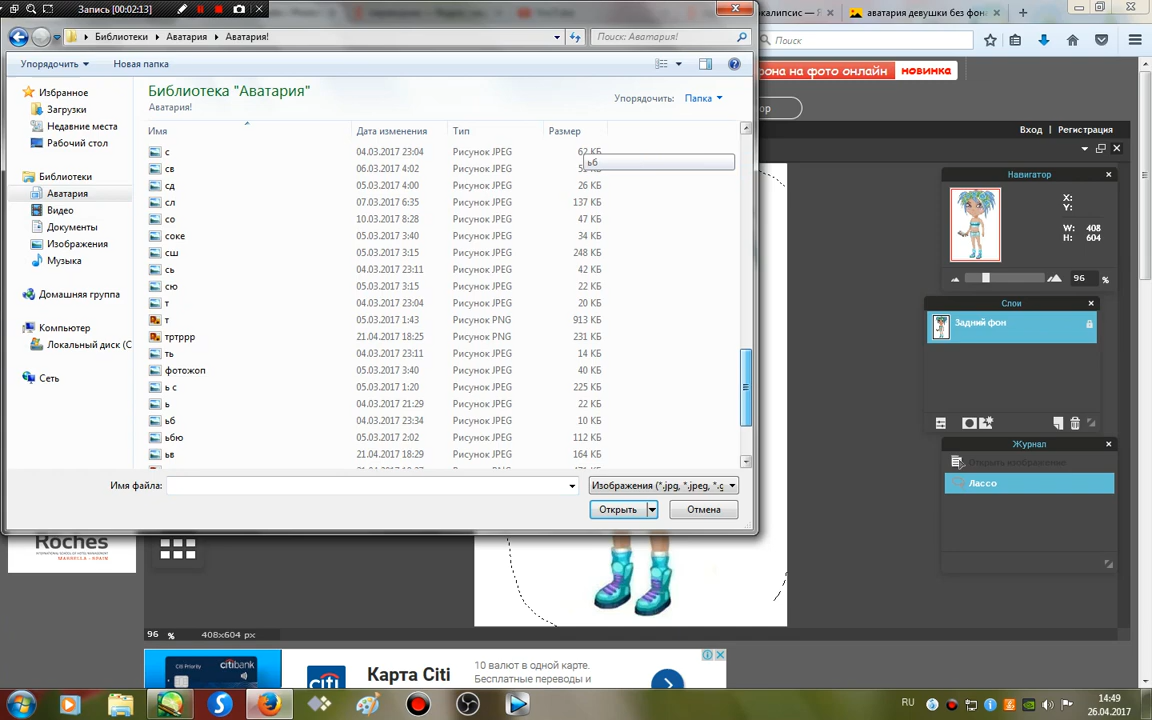 Запись [00:02:13]
окалипсис — Я
аватария девушки без фон
Библиотеки ▸ Аватария ▸ Аватария!
Поиск: Аватария!
Поиск
Упорядочить
Новая папка
Библиотека "Аватария"
Аватария!
Упорядочить: Папка
Имя Дата изменения Тип Размер
с 04.03.2017 23:04 Рисунок JPEG 62 КБ
ьб
св 06.03.2017 4:02 Рисунок JPEG
сд 05.03.2017 4:00 Рисунок JPEG 26 КБ
сл 07.03.2017 6:35 Рисунок JPEG 137 КБ
со 10.03.2017 8:28 Рисунок JPEG 47 КБ
соке 05.03.2017 3:40 Рисунок JPEG 34 КБ
сш 05.03.2017 3:15 Рисунок JPEG 248 КБ
сь 04.03.2017 23:11 Рисунок JPEG 42 КБ
сю 05.03.2017 3:15 Рисунок JPEG 22 КБ
т 04.03.2017 23:04 Рисунок JPEG 20 КБ
т 05.03.2017 1:43 Рисунок PNG 913 КБ
тртррр 21.04.2017 18:25 Рисунок PNG 231 КБ
ть 04.03.2017 23:11 Рисунок JPEG 14 КБ
фотожоп 05.03.2017 3:40 Рисунок JPEG 40 КБ
ь с 05.03.2017 1:20 Рисунок JPEG 225 КБ
ь 04.03.2017 21:29 Рисунок JPEG 22 КБ
ьб 04.03.2017 23:34 Рисунок JPEG 10 КБ
ьбю 05.03.2017 2:02 Рисунок JPEG 112 КБ
ьв 21.04.2017 18:29 Рисунок JPEG 164 КБ
Избранное
Загрузки
Недавние места
Рабочий стол
Библиотеки
Аватария
Видео
Документы
Изображения
Музыка
Домашняя группа
Компьютер
Локальный диск (C
Сеть
Имя файла:
Изображения (*.jpg, *.jpeg, *.g
Открыть
Отмена
она на фото онлайн новинка
ор
Вход | Регистрация
Навигатор
X:
Y:
W: 408
H: 604
96 %
Слои
Задний фон
Журнал
Открыть изображение
Лассо
Roches
96 % 408x604 px
citibank
citi
Карта Citi
10 валют в одной карте.
Бесплатные переводы и
RU
14:49
26.04.2017